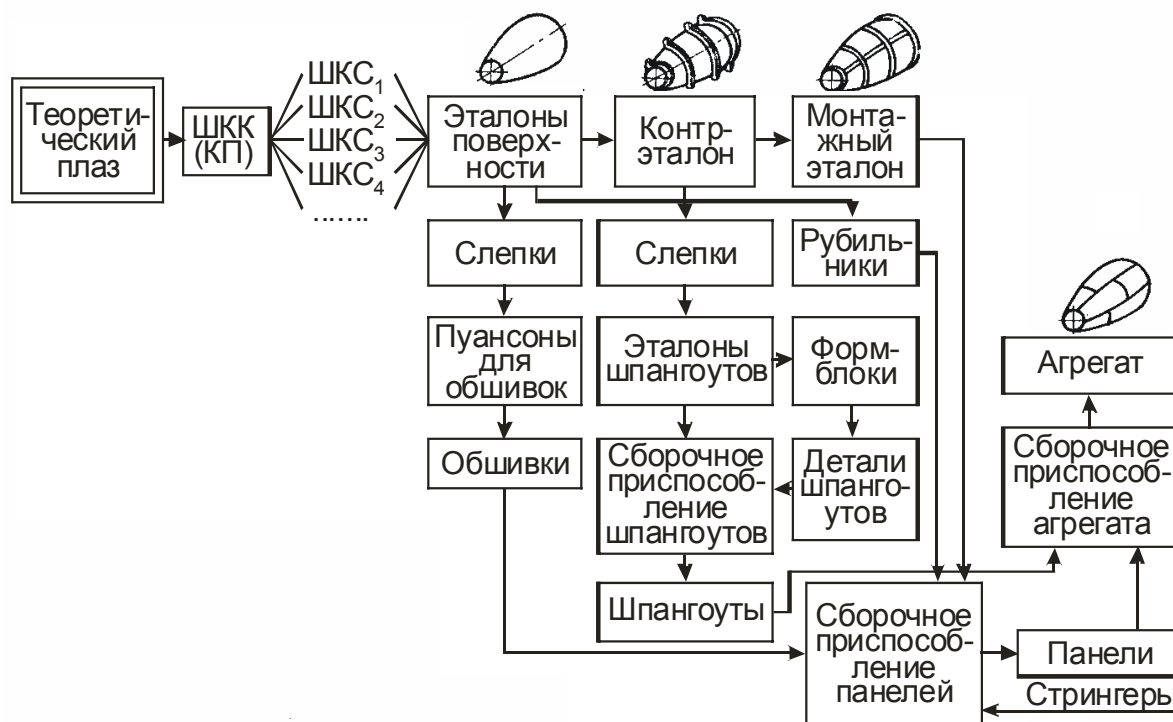 Теорети-
ческий
плаз
ШКК
(КП)
ШКС1
ШКС2
ШКС3
ШКС4
.......
Эталоны
поверх-
ности
Контр-
эталон
Монта-
жный
эталон
Слепки
Слепки
Рубиль-
ники
Пуансоны
для
обшивок
Эталоны
шпангоутов
Форм-
блоки
Агрегат
Обшивки
Сборочное
приспособ-
ление
шпангоутов
Детали
шпанго-
утов
Сборочное
приспособ-
ление
агрегата
Шпангоуты
Сборочное
приспособ-
ление
панелей
Панели
Стрингеры